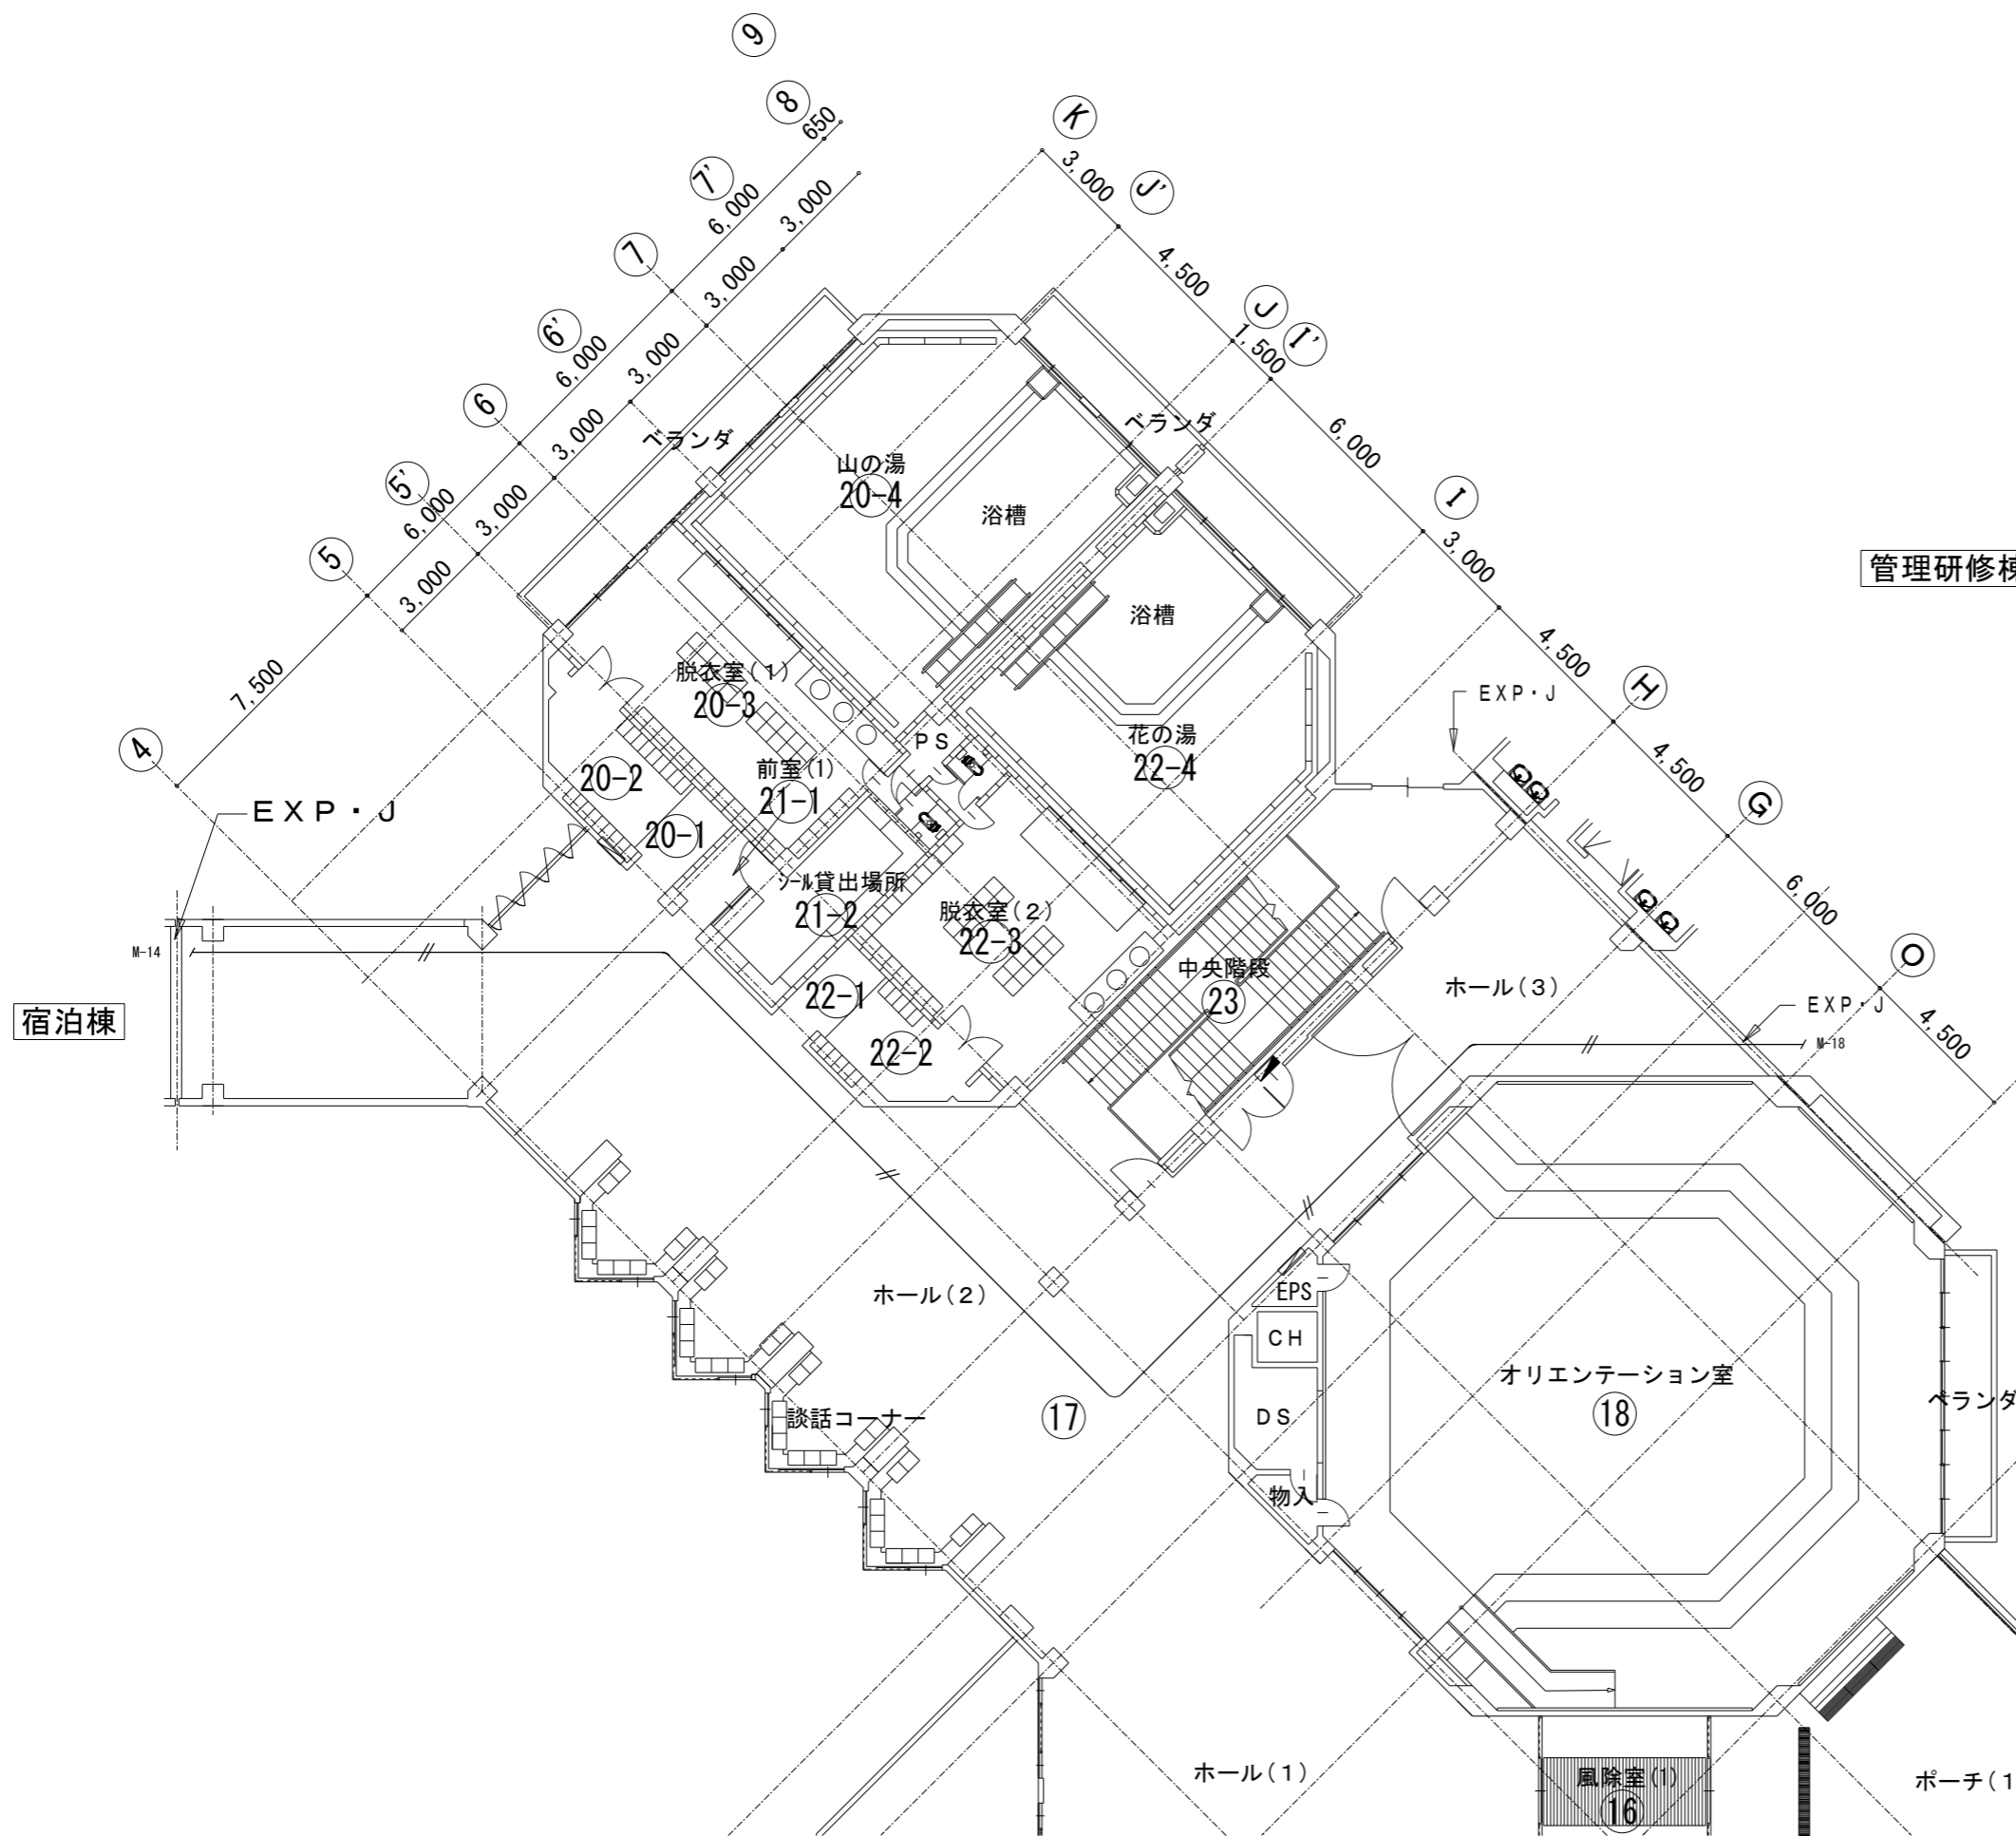 9
8
650
7'
6,000
3,000
7
6,000
3,000
6'
3,000
6
3,000
5'
6,000
3,000
5
3,000
7,500
4
K
3,000
J'
4,500
J
1,500
I'
6,000
I
3,000
4,500
H
4,500
G
6,000
O
4,500
ベランダ
ベランダ
山の湯
20-4
浴槽
浴槽
管理研修棟
脱衣室(1)
20-3
PS
花の湯
22-4
EXP・J
20-2
前室(1)
21-1
20-1
EXP・J
シール貸出場所
21-2
脱衣室(2)
22-3
M-14
宿泊棟
中央階段
23
22-1
22-2
ホール(3)
EXP・J
M-18
EPS
ホール(2)
CH
オリエンテーション室
18
ベランダ
談話コーナー
17
DS
物入
ホール(1)
風除室(1)
16
ポーチ(1